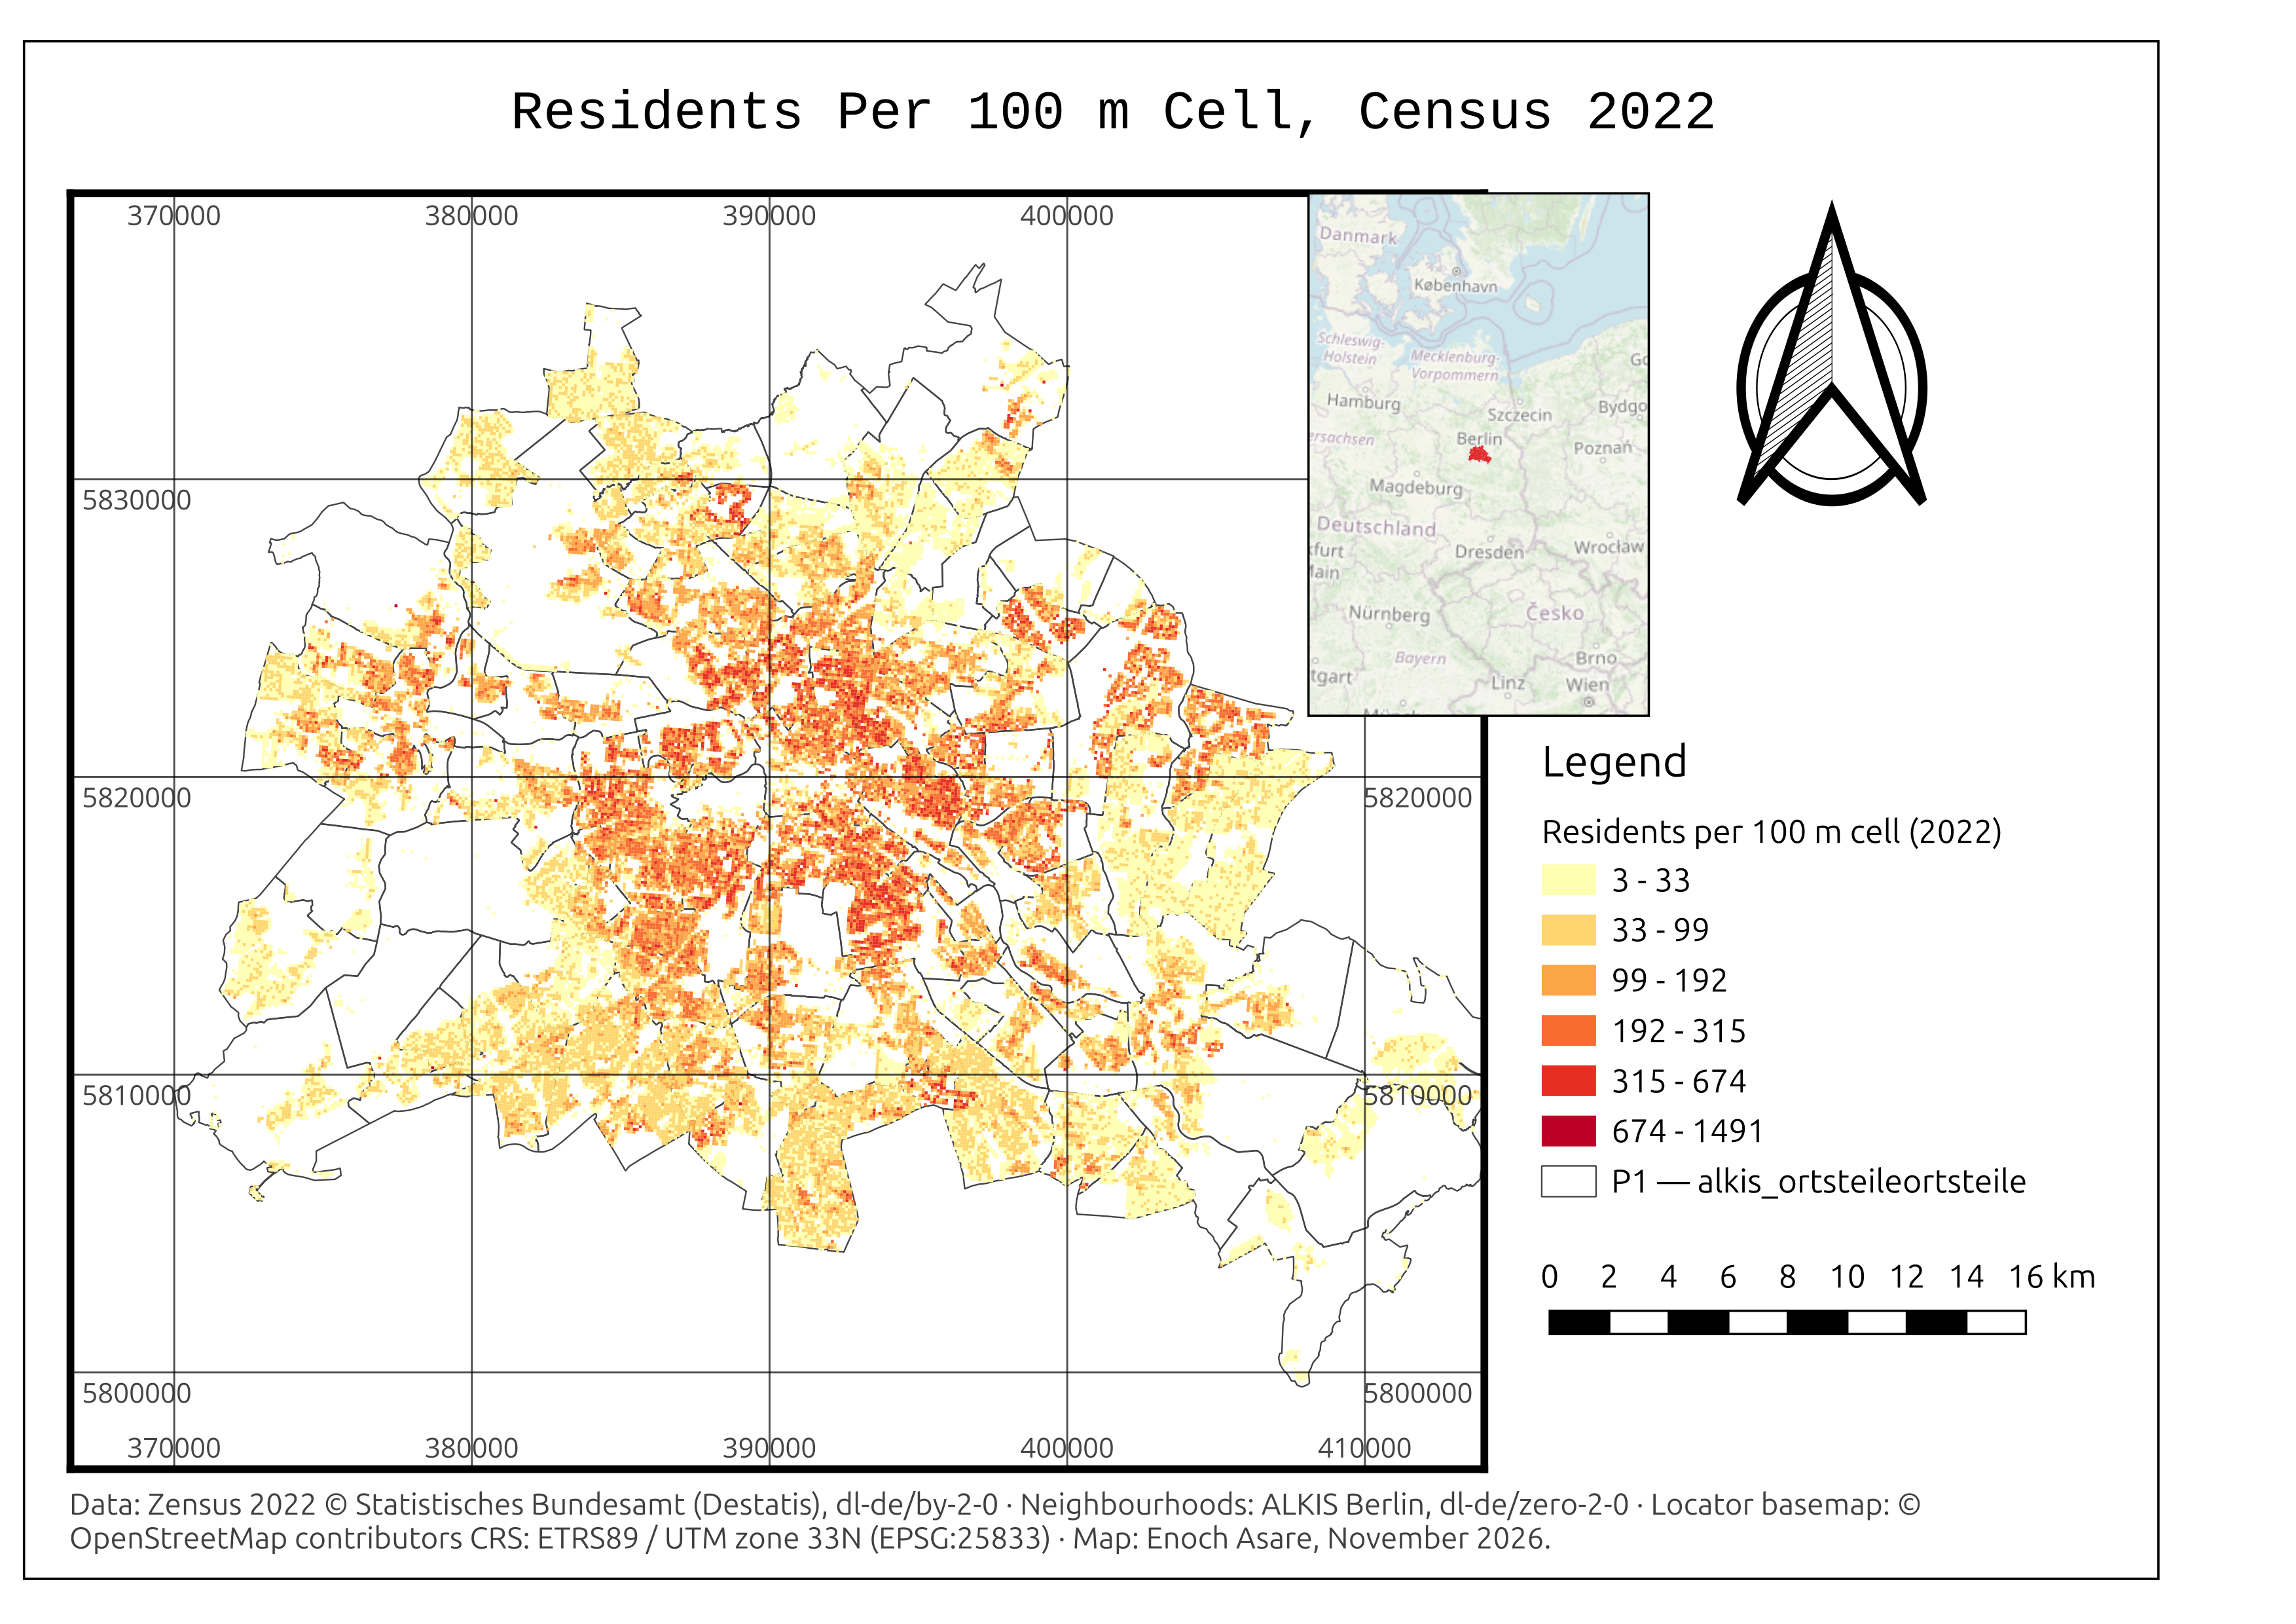 Residents Per 100 m Cell, Census 2022
370000
380000
390000
400000
5830000
5820000
5820000
5810000
5810000
5800000
5800000
370000
380000
390000
400000
410000
Danmark
København
Schleswig-
Holstein
Mecklenburg-
Vorpommern
Hamburg
Szczecin
Bydgo
ersachsen
Berlin
Poznań
Magdeburg
Deutschland
furt
Main
Dresden
Wrocław
Nürnberg
Česko
Bayern
Brno
tgart
Linz
Wien
Legend
Residents per 100 m cell (2022)
3 - 33
33 - 99
99 - 192
192 - 315
315 - 674
674 - 1491
P1 — alkis_ortsteileortsteile
0 2 4 6 8 10 12 14 16 km
Data: Zensus 2022 © Statistisches Bundesamt (Destatis), dl-de/by-2-0 · Neighbourhoods: ALKIS Berlin, dl-de/zero-2-0 · Locator basemap: ©
OpenStreetMap contributors CRS: ETRS89 / UTM zone 33N (EPSG:25833) · Map: Enoch Asare, November 2026.